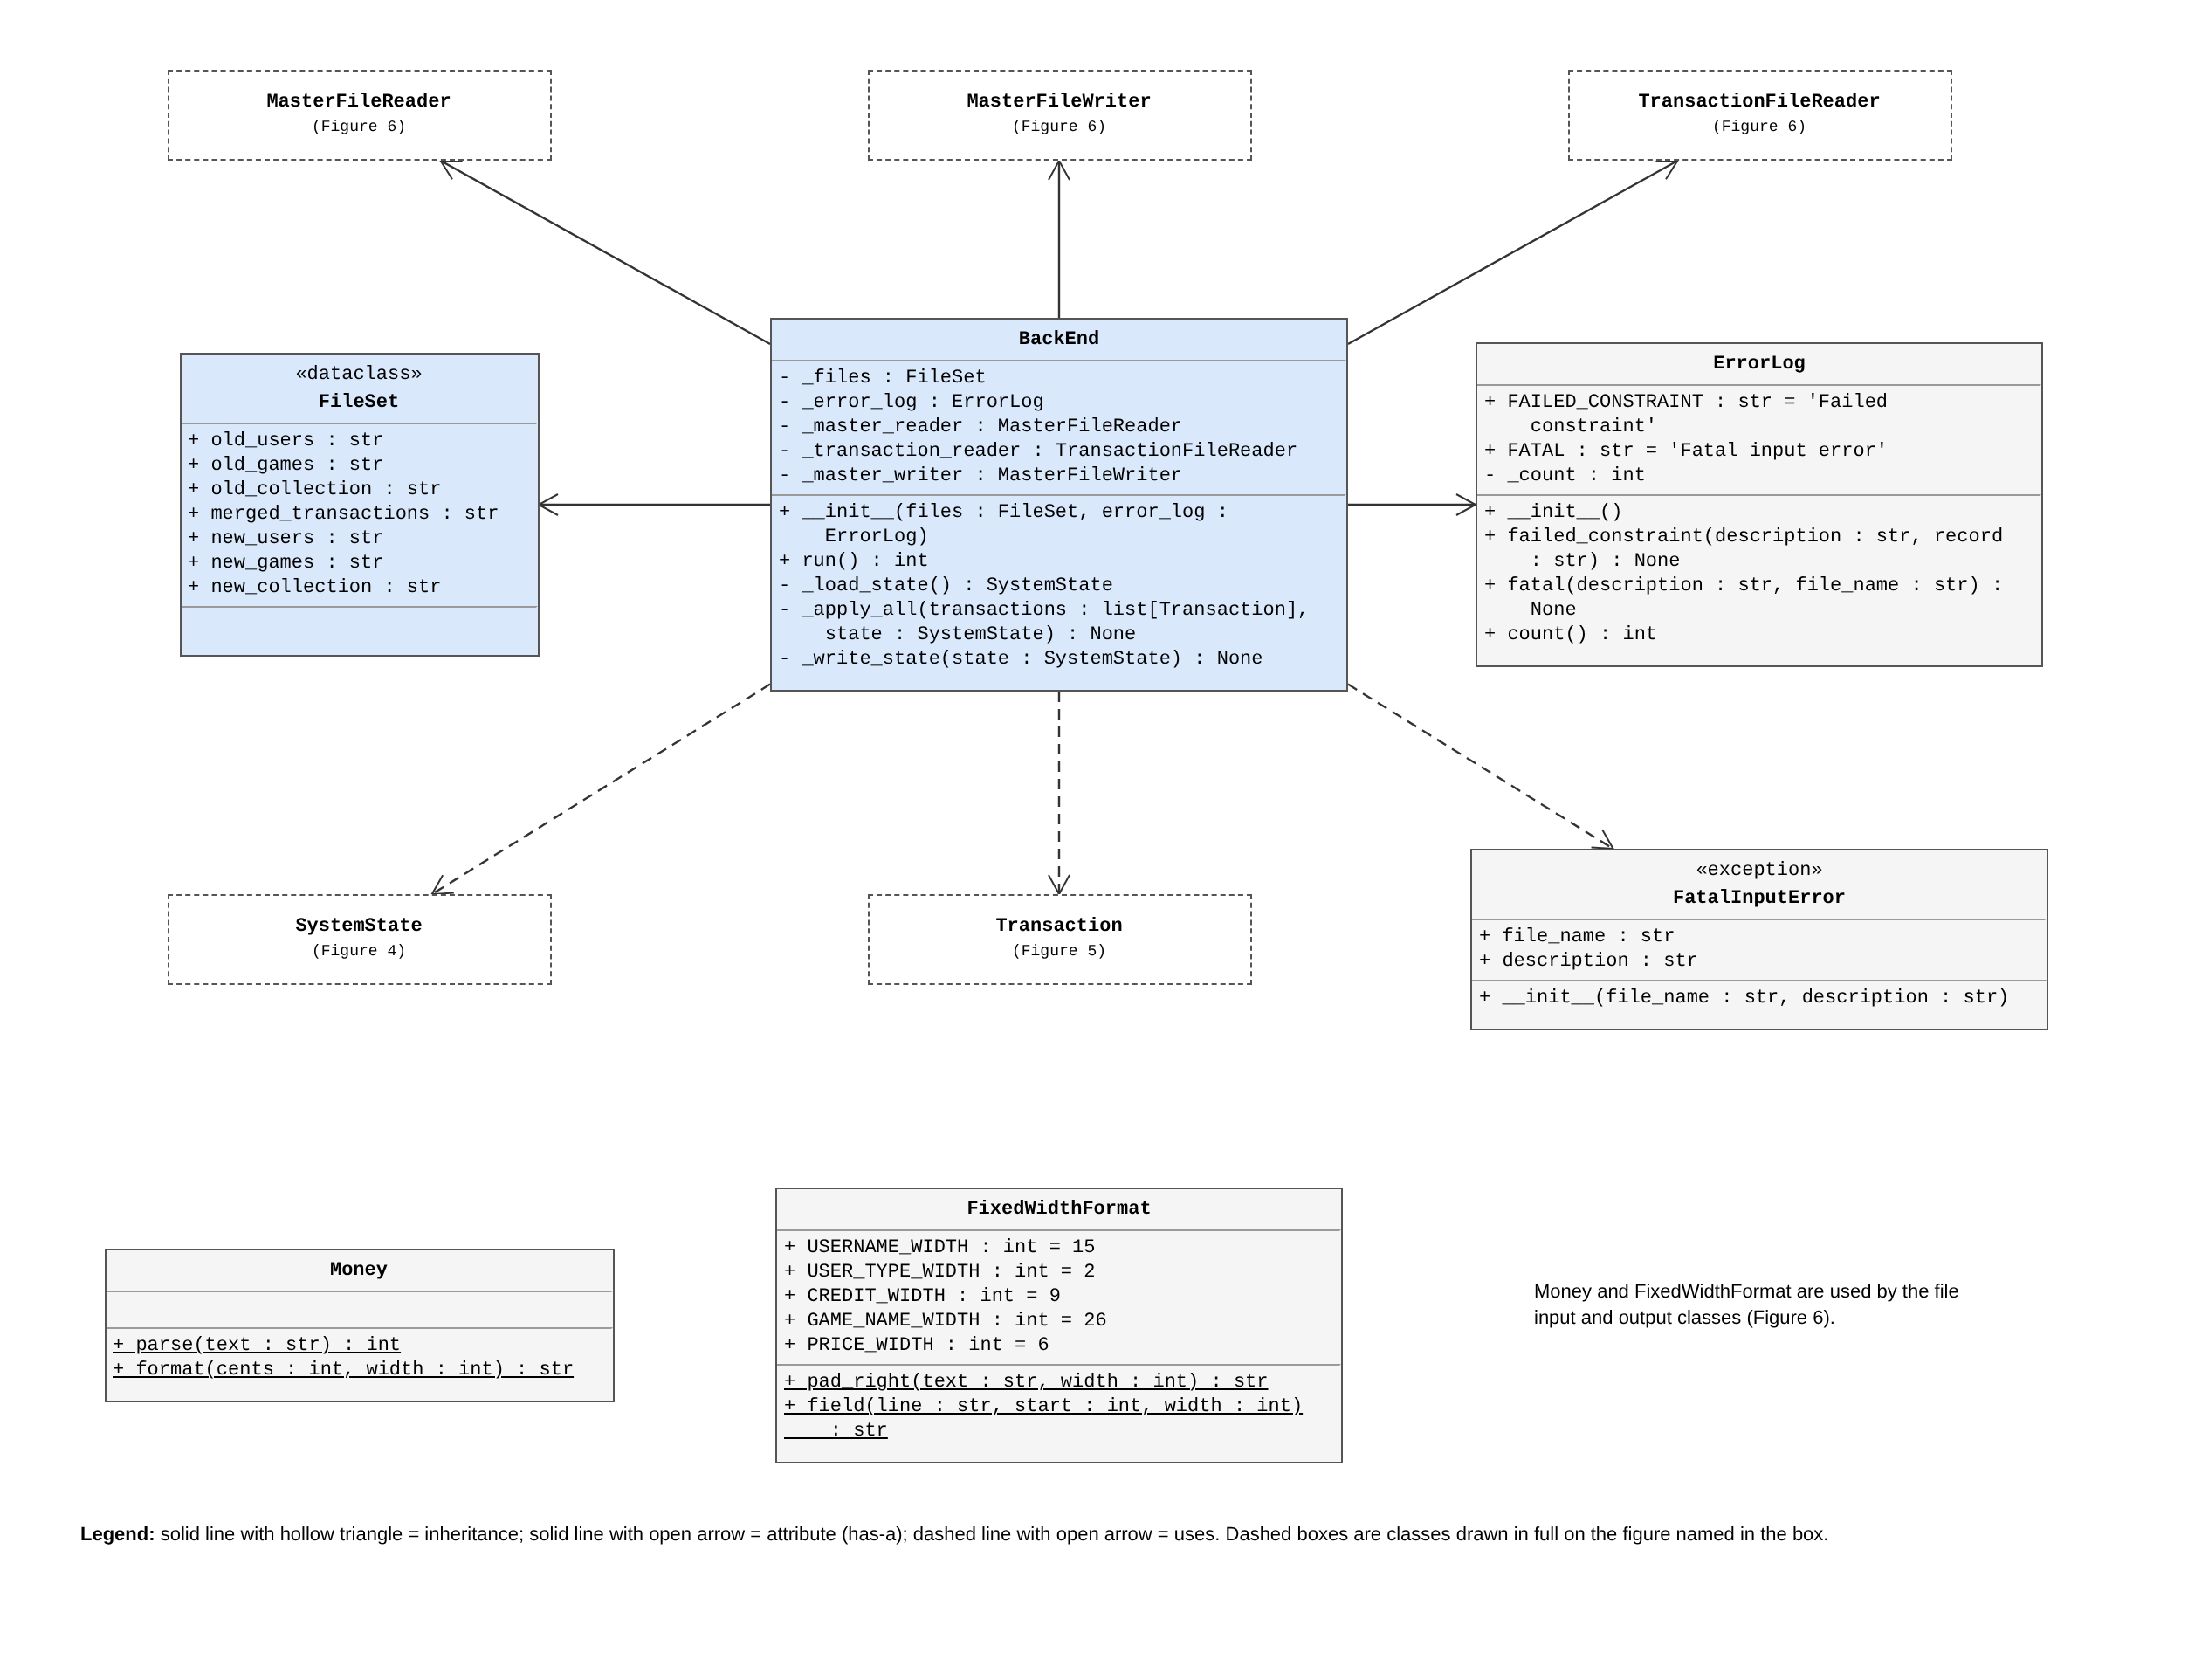 MasterFileReader
(Figure 6)
MasterFileWriter
(Figure 6)
TransactionFileReader
(Figure 6)
«dataclass»
FileSet
+ old_users : str
+ old_games : str
+ old_collection : str
+ merged_transactions : str
+ new_users : str
+ new_games : str
+ new_collection : str
BackEnd
- _files : FileSet
- _error_log : ErrorLog
- _master_reader : MasterFileReader
- _transaction_reader : TransactionFileReader
- _master_writer : MasterFileWriter
+ __init__(files : FileSet, error_log :
ErrorLog)
+ run() : int
- _load_state() : SystemState
- _apply_all(transactions : list[Transaction],
state : SystemState) : None
- _write_state(state : SystemState) : None
ErrorLog
+ FAILED_CONSTRAINT : str = 'Failed
constraint'
+ FATAL : str = 'Fatal input error'
- _count : int
+ __init__()
+ failed_constraint(description : str, record
: str) : None
+ fatal(description : str, file_name : str) :
None
+ count() : int
SystemState
(Figure 4)
Transaction
(Figure 5)
«exception»
FatalInputError
+ file_name : str
+ description : str
+ __init__(file_name : str, description : str)
Money
+ parse(text : str) : int
+ format(cents : int, width : int) : str
FixedWidthFormat
+ USERNAME_WIDTH : int = 15
+ USER_TYPE_WIDTH : int = 2
+ CREDIT_WIDTH : int = 9
+ GAME_NAME_WIDTH : int = 26
+ PRICE_WIDTH : int = 6
+ pad_right(text : str, width : int) : str
+ field(line : str, start : int, width : int)
: str
Money and FixedWidthFormat are used by the file
input and output classes (Figure 6).
Legend: solid line with hollow triangle = inheritance; solid line with open arrow = attribute (has-a); dashed line with open arrow = uses. Dashed boxes are classes drawn in full on the figure named in the box.